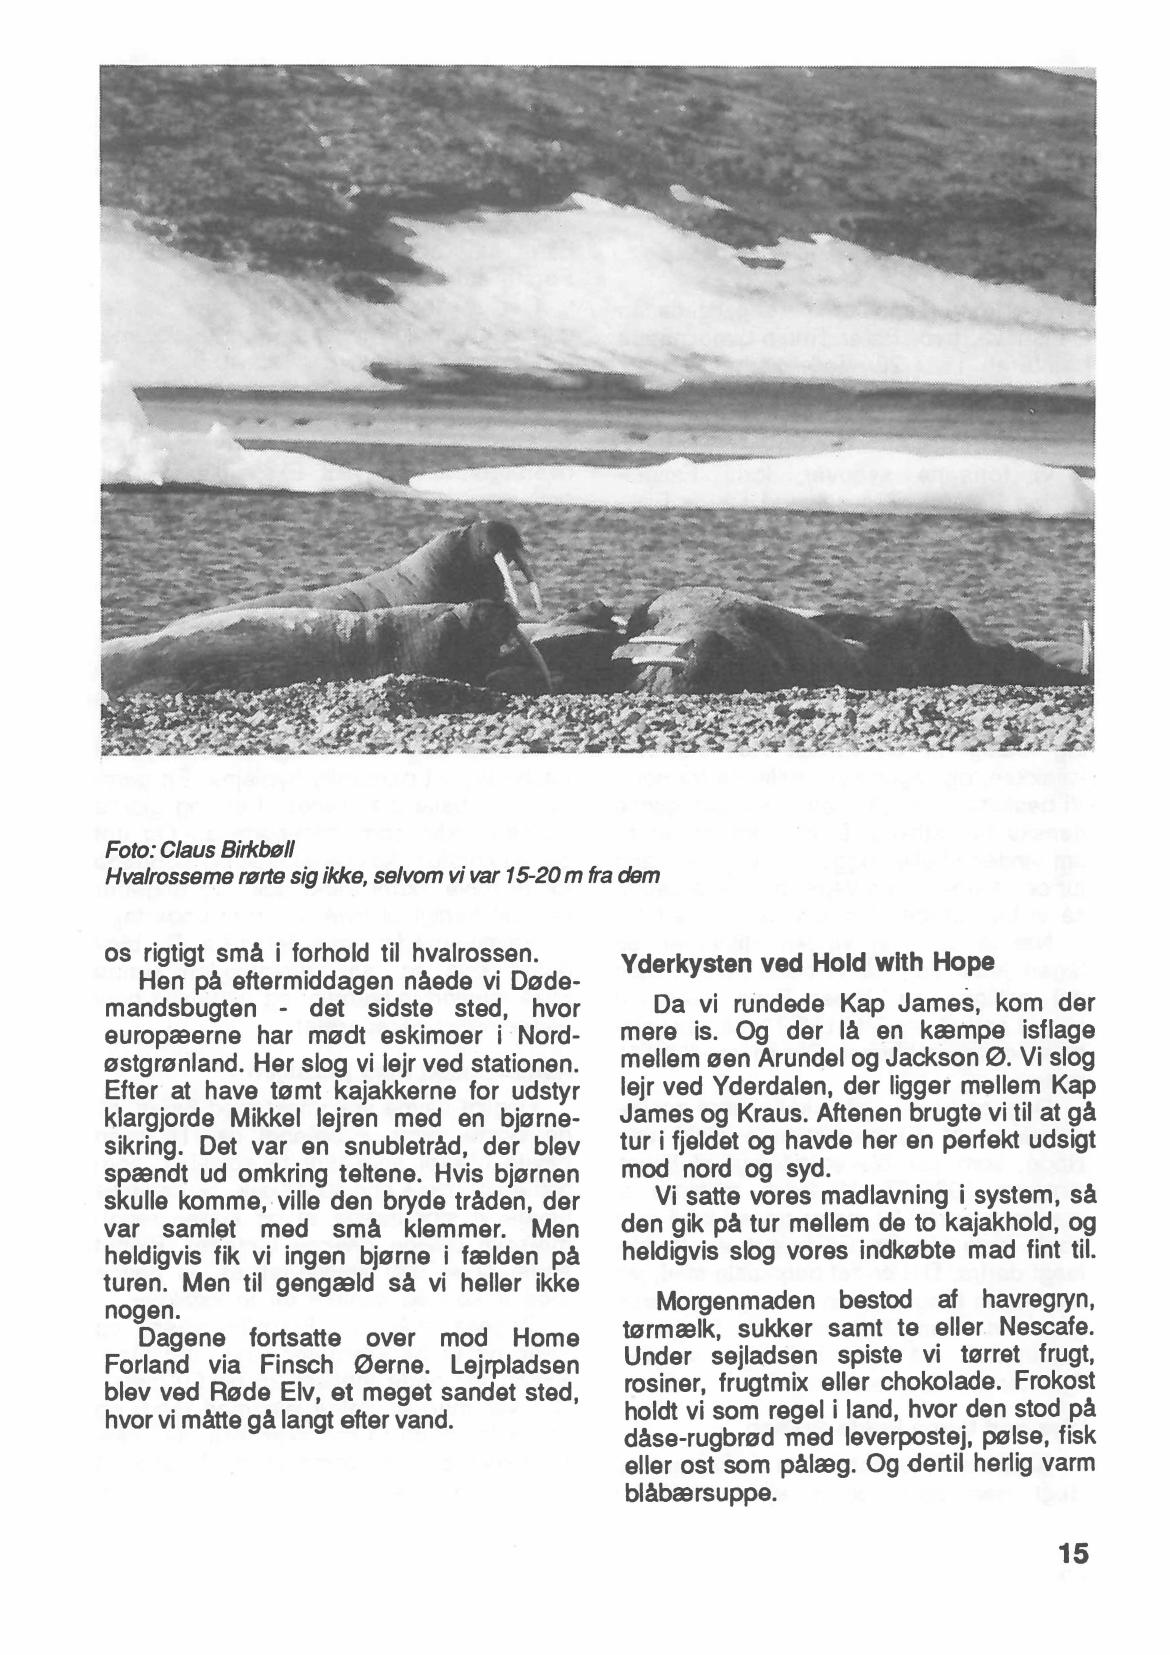 Foto: Claus Birkbøll
Hvalrosserne rørte sig ikke, selvom vi var 15-20 m fra dem
os rigtigt små i forhold til hvalrossen.
Hen på eftermiddagen nåede vi Døde-
mandsbugten - det sidste sted, hvor
europæerne har mødt eskimoer i Nord-
østgrønland. Her slog vi lejr ved stationen.
Efter at have tømt kajakkerne for udstyr
klargjorde Mikkel lejren med en bjørne-
sikring. Det var en snubletråd, der blev
spændt ud omkring teltene. Hvis bjørnen
skulle komme, ville den bryde tråden, der
var samlet med små klemmer. Men
heldigvis fik vi ingen bjørne i fælden på
turen. Men til gengæld så vi heller ikke
nogen.
Dagene fortsatte over mod Home
Forland via Finsch Øerne. Lejrpladsen
blev ved Røde Elv, et meget sandet sted,
hvor vi måtte gå langt efter vand.
Yderkysten ved Hold with Hope
Da vi rundede Kap James, kom der
mere is. Og der lå en kæmpe isflage
mellem øen Arundel og Jackson Ø. Vi slog
lejr ved Yderdalen, der ligger mellem Kap
James og Kraus. Aftenen brugte vi til at gå
tur i fjeldet og havde her en perfekt udsigt
mod nord og syd.
Vi satte vores madlavning i system, så
den gik på tur mellem de to kajakhold, og
heldigvis slog vores indkøbte mad fint til.
Morgenmaden bestod af havregryn,
tørmælk, sukker samt te eller Nescafe.
Under sejladsen spiste vi tørret frugt,
rosiner, frugtmix eller chokolade. Frokost
holdt vi som regel i land, hvor den stod på
dåse-rugbrød med leverpostej, pølse, fisk
eller ost som pålæg. Og dertil herlig varm
blåbærsuppe.
15